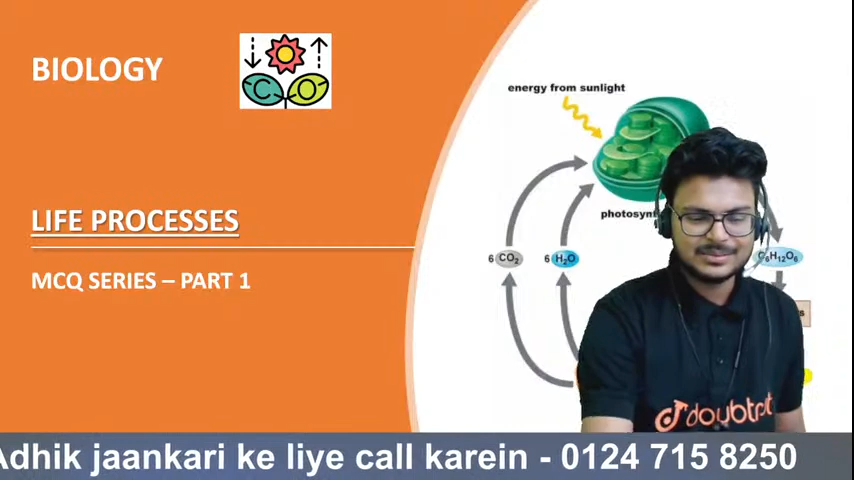 BIOLOGY
C O
LIFE PROCESSES
MCQ SERIES – PART 1
energy from sunlight
6 CO₂
6 H₂O
C₆H₁₂O₆
doubtnut
Adhik jaankari ke liye call karein - 0124 715 8250